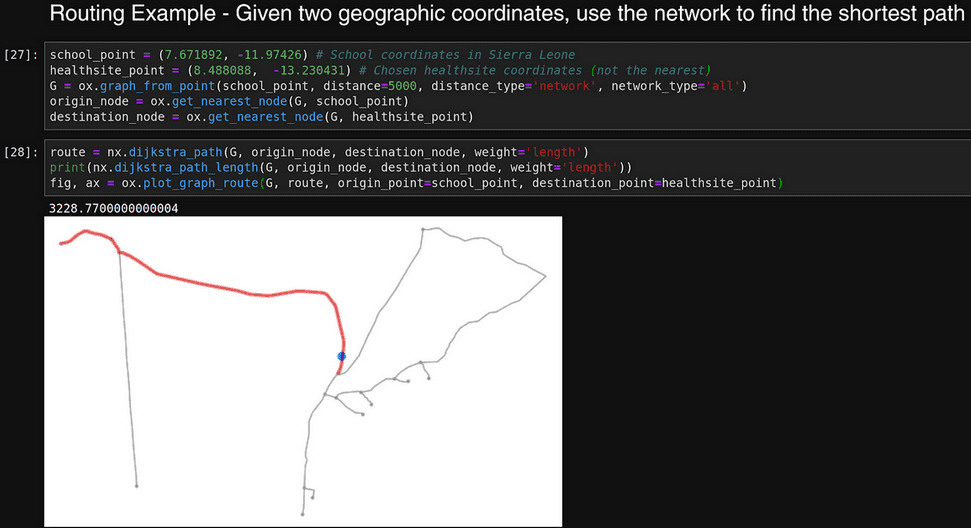 Routing Example - Given two geographic coordinates, use the network to find the shortest path
[27]: school_point = (7.671892, -11.97426) # School coordinates in Sierra Leone
healthsite_point = (8.488088,  -13.230431) # Chosen healthsite coordinates (not the nearest)
G = ox.graph_from_point(school_point, distance=5000, distance_type='network', network_type='all')
origin_node = ox.get_nearest_node(G, school_point)
destination_node = ox.get_nearest_node(G, healthsite_point)
[28]: route = nx.dijkstra_path(G, origin_node, destination_node, weight='length')
print(nx.dijkstra_path_length(G, origin_node, destination_node, weight='length'))
fig, ax = ox.plot_graph_route(G, route, origin_point=school_point, destination_point=healthsite_point)
3228.7700000000004